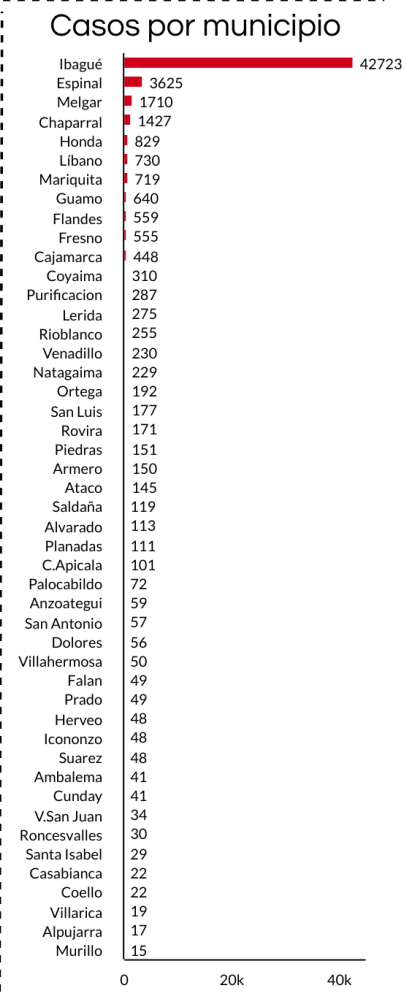 Casos por municipio
Ibagué 42723
Espinal 3625
Melgar 1710
Chaparral 1427
Honda 829
Líbano 730
Mariquita 719
Guamo 640
Flandes 559
Fresno 555
Cajamarca 448
Coyaima 310
Purificacion 287
Lerida 275
Rioblanco 255
Venadillo 230
Natagaima 229
Ortega 192
San Luis 177
Rovira 171
Piedras 151
Armero 150
Ataco 145
Saldaña 119
Alvarado 113
Planadas 111
C.Apicala 101
Palocabildo 72
Anzoategui 59
San Antonio 57
Dolores 56
Villahermosa 50
Falan 49
Prado 49
Herveo 48
Icononzo 48
Suarez 48
Ambalema 41
Cunday 41
V.San Juan 34
Roncesvalles 30
Santa Isabel 29
Casabianca 22
Coello 22
Villarica 19
Alpujarra 17
Murillo 15
0 20k 40k